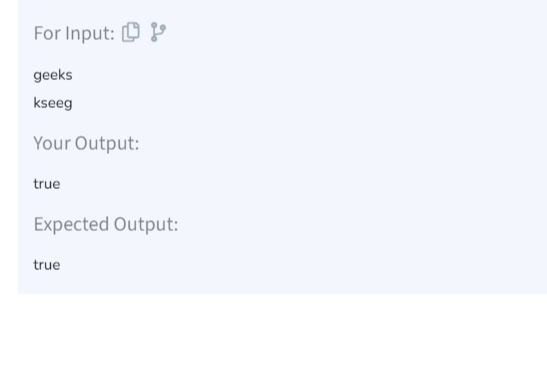 For Input:
geeks
kseeg
Your Output:
true
Expected Output:
true